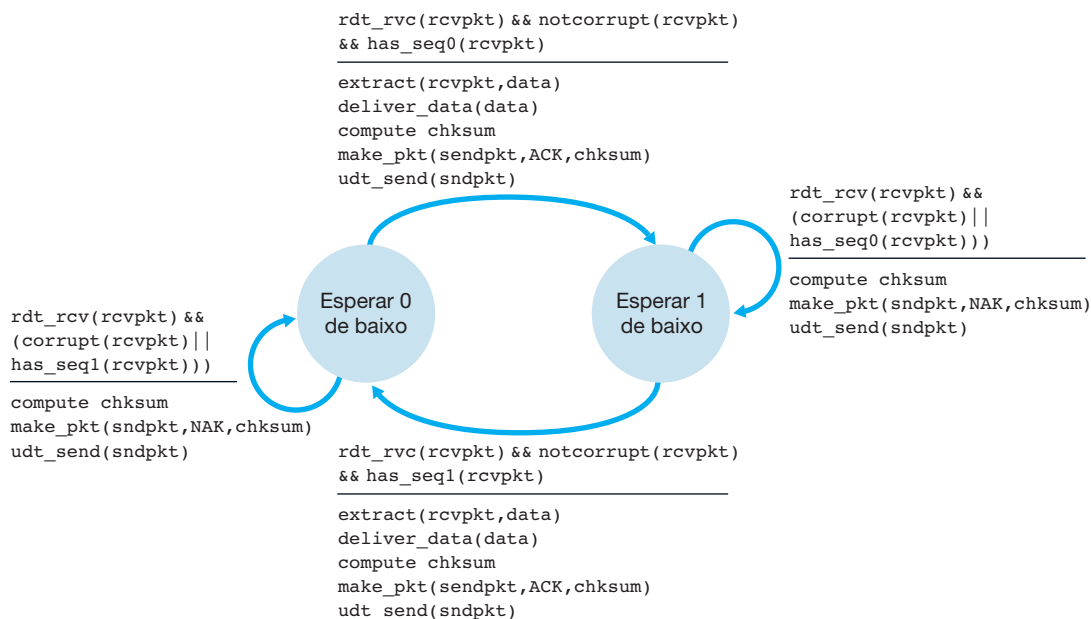 rdt_rvc(rcvpkt) && notcorrupt(rcvpkt)
&& has_seq0(rcvpkt)
extract(rcvpkt,data)
deliver_data(data)
compute chksum
make_pkt(sendpkt,ACK,chksum)
udt_send(sndpkt)
rdt_rcv(rcvpkt) &&
(corrupt(rcvpkt)||
has_seq0(rcvpkt)))
compute chksum
make_pkt(sndpkt,NAK,chksum)
udt_send(sndpkt)
Esperar 0
de baixo
Esperar 1
de baixo
rdt_rcv(rcvpkt) &&
(corrupt(rcvpkt)||
has_seq1(rcvpkt)))
compute chksum
make_pkt(sndpkt,NAK,chksum)
udt_send(sndpkt)
rdt_rvc(rcvpkt) && notcorrupt(rcvpkt)
&& has_seq1(rcvpkt)
extract(rcvpkt,data)
deliver_data(data)
compute chksum
make_pkt(sendpkt,ACK,chksum)
udt send(sndpkt)